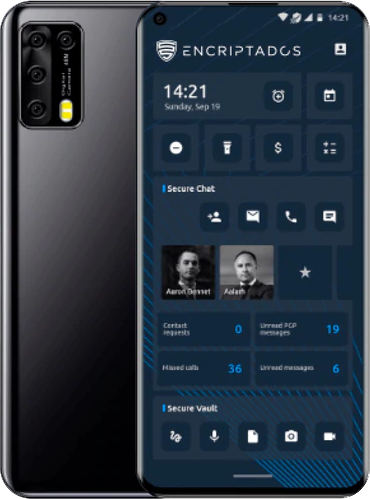 14:21
ENCRIPTADOS
14:21
Sunday, Sep 19
Secure Chat
Aaron Bennet
Aalarh
Contact
requests
0
Unread PGP
messages
19
Missed calls
36
Unread messages
6
Secure Vault